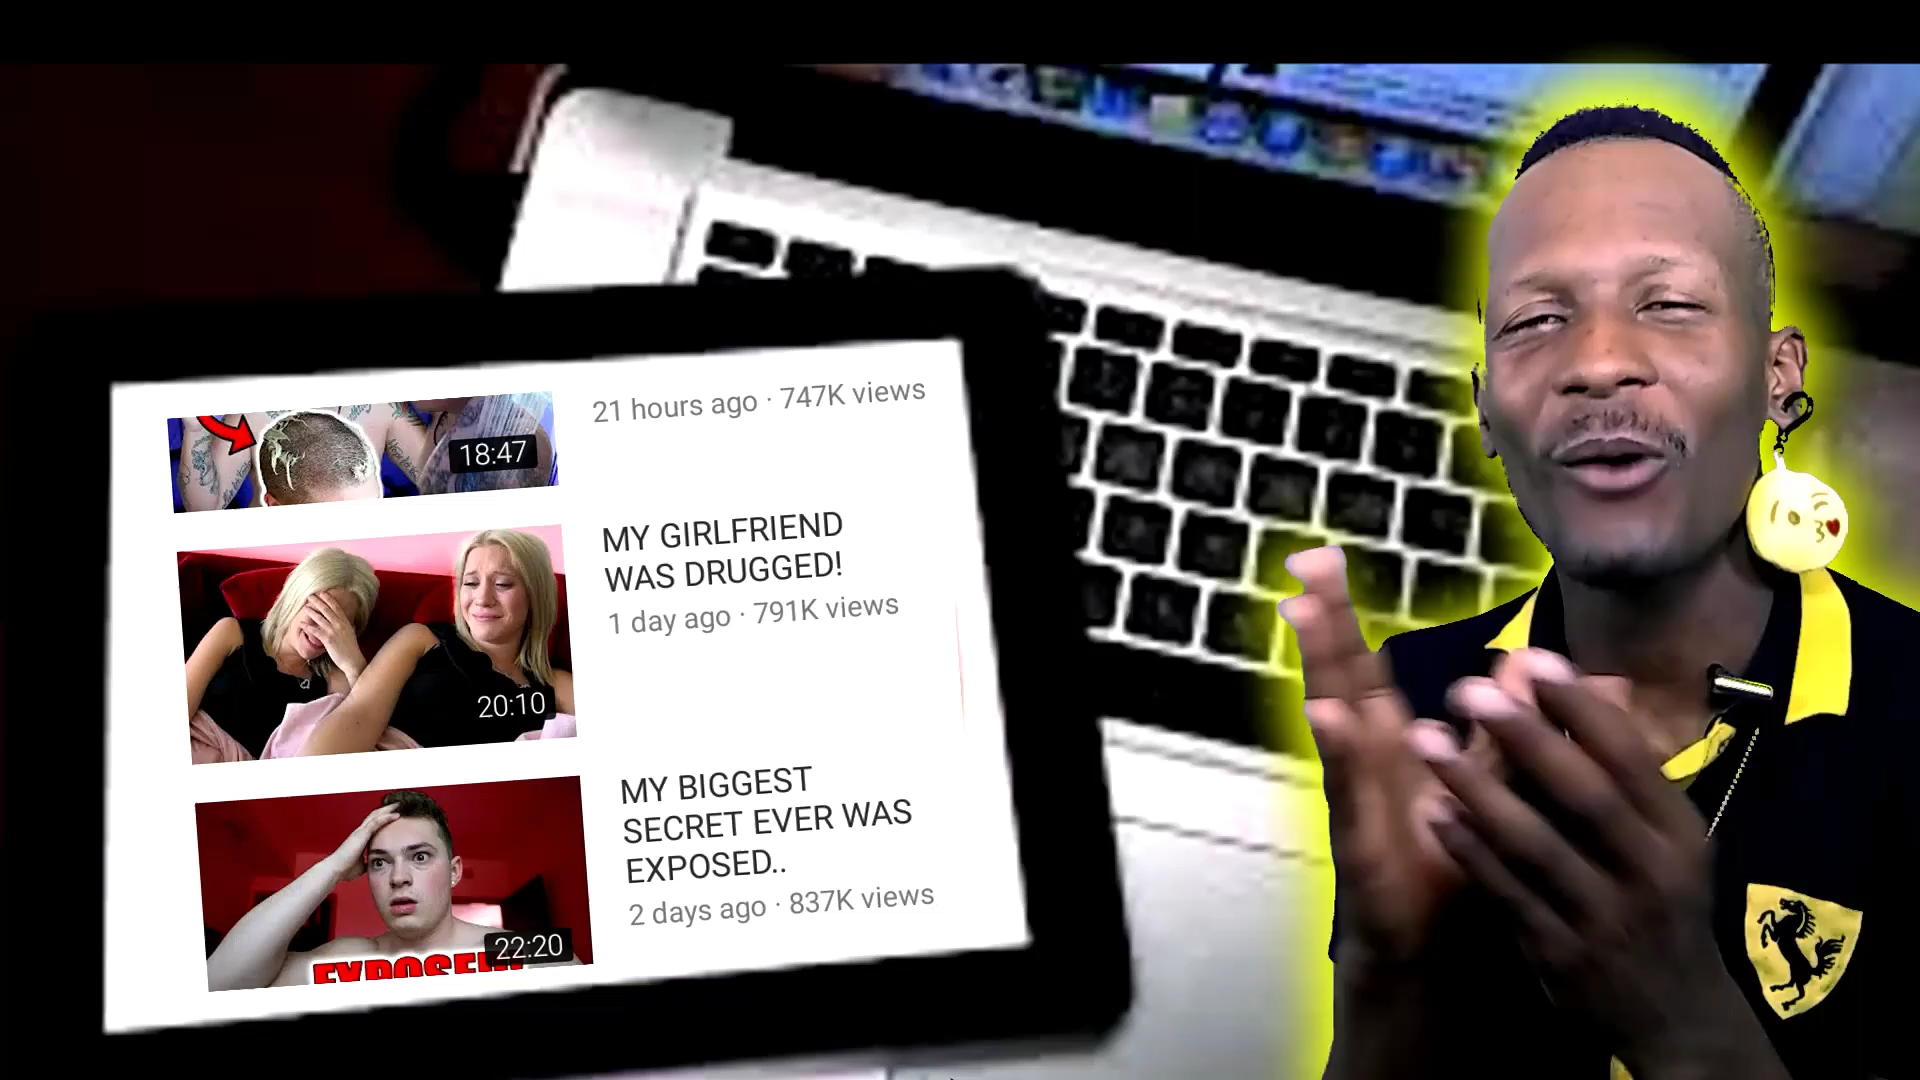 18:47
21 hours ago · 747K views
MY GIRLFRIEND
WAS DRUGGED!
1 day ago · 791K views
20:10
MY BIGGEST
SECRET EVER WAS
EXPOSED..
2 days ago · 837K views
22:20